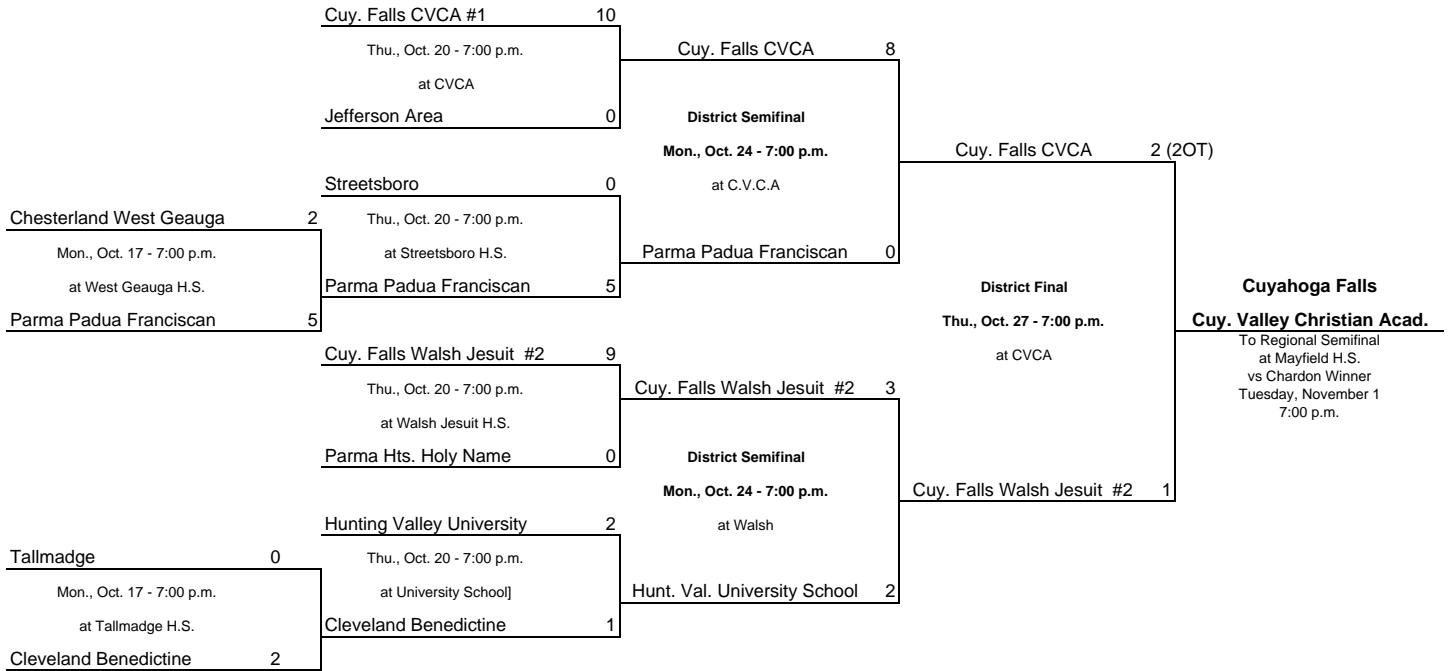 Cuy. Falls CVCA #1 10
Thu., Oct. 20 - 7:00 p.m.
at CVCA
Jefferson Area 0
Streetsboro 0
Thu., Oct. 20 - 7:00 p.m.
at Streetsboro H.S.
Parma Padua Franciscan 5
Chesterland West Geauga 2
Mon., Oct. 17 - 7:00 p.m.
at West Geauga H.S.
Parma Padua Franciscan 5
Cuy. Falls Walsh Jesuit #2 9
Thu., Oct. 20 - 7:00 p.m.
at Walsh Jesuit H.S.
Parma Hts. Holy Name 0
Hunting Valley University 2
Thu., Oct. 20 - 7:00 p.m.
at University School]
Cleveland Benedictine 1
Tallmadge 0
Mon., Oct. 17 - 7:00 p.m.
at Tallmadge H.S.
Cleveland Benedictine 2
Cuy. Falls CVCA 8
District Semifinal
Mon., Oct. 24 - 7:00 p.m.
at C.V.C.A
Parma Padua Franciscan 0
Cuy. Falls Walsh Jesuit #2 3
District Semifinal
Mon., Oct. 24 - 7:00 p.m.
at Walsh
Hunt. Val. University School 2
Cuy. Falls CVCA 2 (2OT)
District Final
Thu., Oct. 27 - 7:00 p.m.
at CVCA
Cuy. Falls Walsh Jesuit #2 1
Cuyahoga Falls
Cuy. Valley Christian Acad.
To Regional Semifinal
at Mayfield H.S.
vs Chardon Winner
Tuesday, November 1
7:00 p.m.